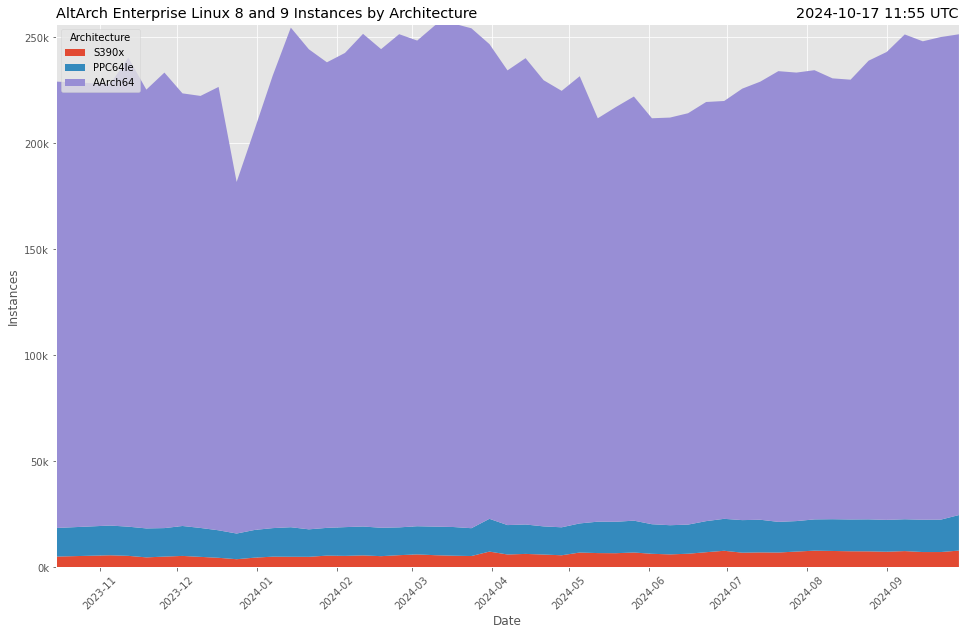 AltArch Enterprise Linux 8 and 9 Instances by Architecture
2024-10-17 11:55 UTC
Architecture
S390x
PPC64le
AArch64
Instances
250k
200k
150k
100k
50k
0k
2023-11
2023-12
2024-01
2024-02
2024-03
2024-04
2024-05
2024-06
2024-07
2024-08
2024-09
Date